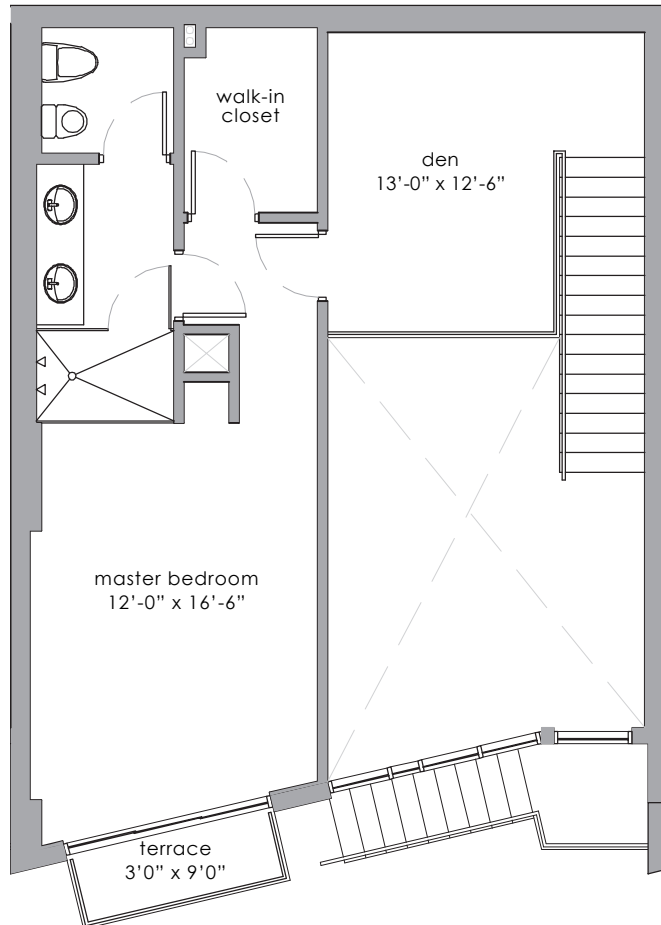 walk-in
closet
den
13’-0” x 12’-6”
master bedroom
12’-0” x 16’-6”
terrace
3’0” x 9’0”